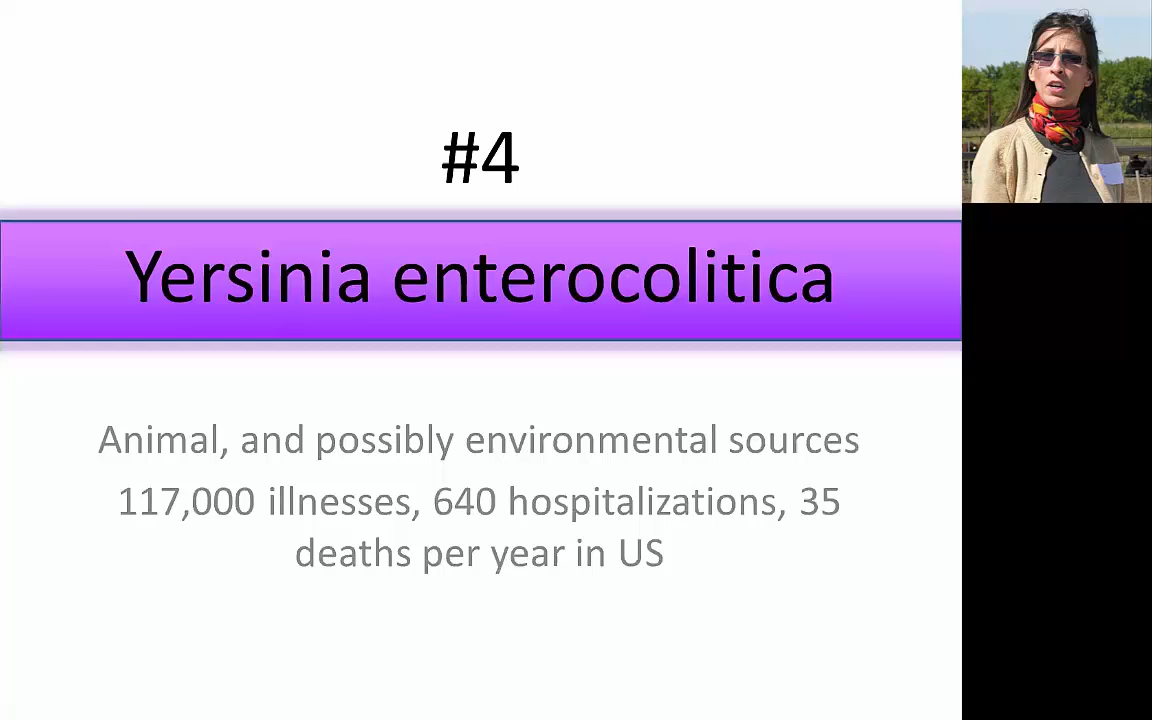 #4
Yersinia enterocolitica
Animal, and possibly environmental sources
117,000 illnesses, 640 hospitalizations, 35
deaths per year in US